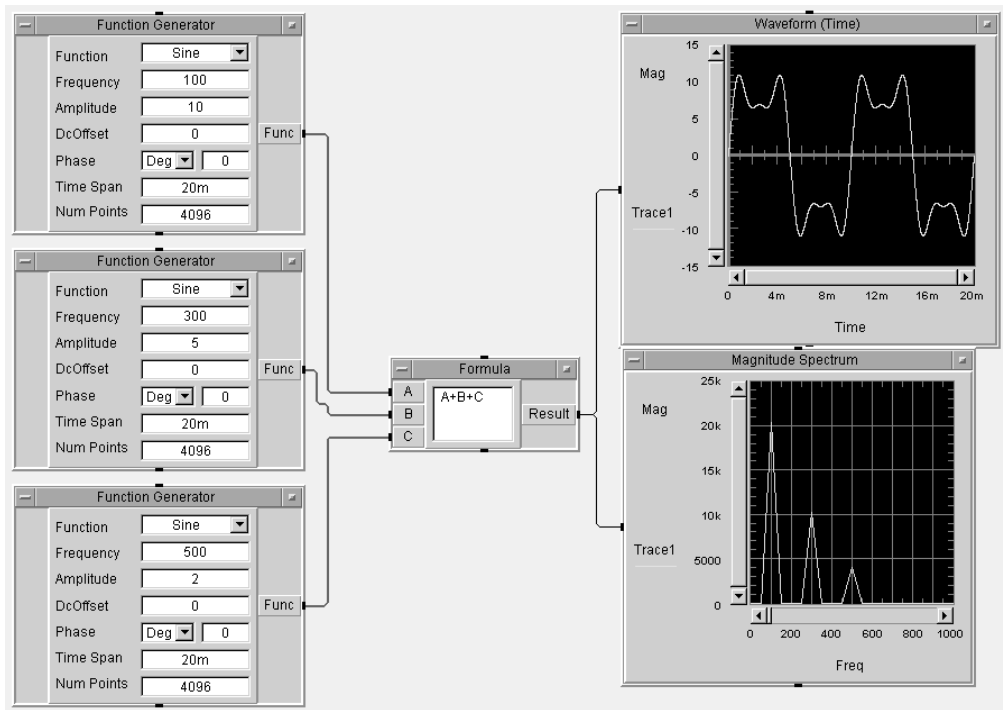 Function Generator
Function Sine
Frequency 100
Amplitude 10
DcOffset 0
Func
Phase Deg 0
Time Span 20m
Num Points 4096
Function Generator
Function Sine
Frequency 300
Amplitude 5
DcOffset 0
Func
Phase Deg 0
Time Span 20m
Num Points 4096
Function Generator
Function Sine
Frequency 500
Amplitude 2
DcOffset 0
Func
Phase Deg 0
Time Span 20m
Num Points 4096
Formula
A
B
C
A+B+C
Result
Waveform (Time)
Mag
Trace1
15
10
5
0
-5
-10
-15
0 4m 8m 12m 16m 20m
Time
Magnitude Spectrum
Mag
Trace1
25k
20k
15k
10k
5000
0
0 200 400 600 800 1000
Freq